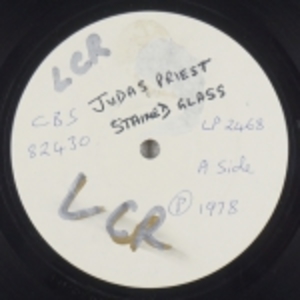 LCR
JUDAS PRIEST
STAINED GLASS
CBS
82430
LP 2468
A Side
LCR
℗ 1978